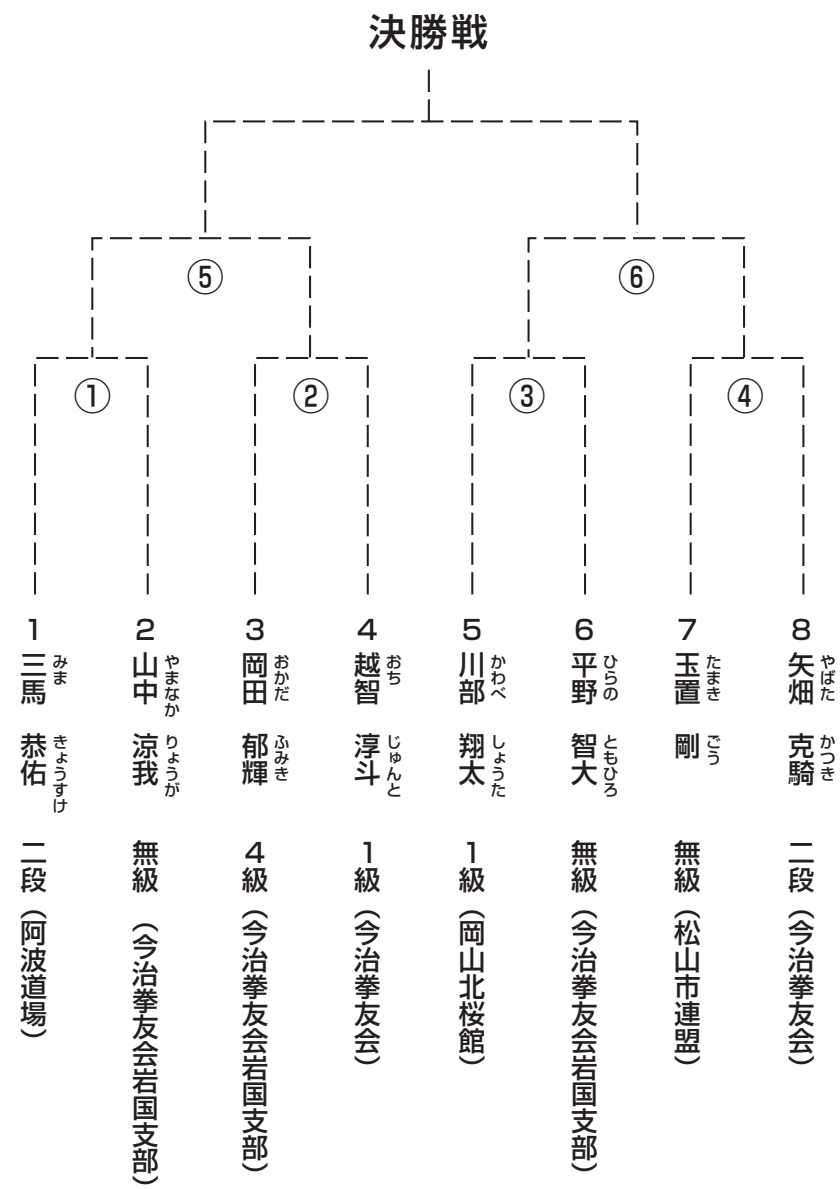 決勝戦
⑤
⑥
①
②
③
④
1 三馬 恭佑 二段 (阿波道場)
みま きょうすけ
2 山中 涼我 無級 (今治拳友会岩国支部)
やまなか りょうが
3 岡田 郁輝 4級 (今治拳友会岩国支部)
おかだ ふみき
4 越智 淳斗 1級 (今治拳友会)
おち じゅんと
5 川部 翔太 1級 (岡山北桜館)
かわべ しょうた
6 平野 智大 無級 (今治拳友会岩国支部)
ひらの ともひろ
7 玉置 剛 無級 (松山市連盟)
たまき ごう
8 矢畑 克騎 二段 (今治拳友会)
やばた かつき